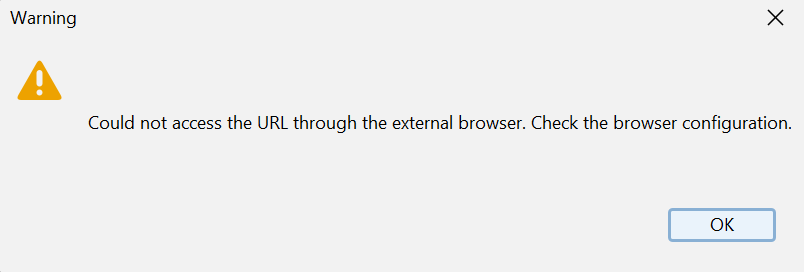 Warning
Could not access the URL through the external browser. Check the browser configuration.
OK